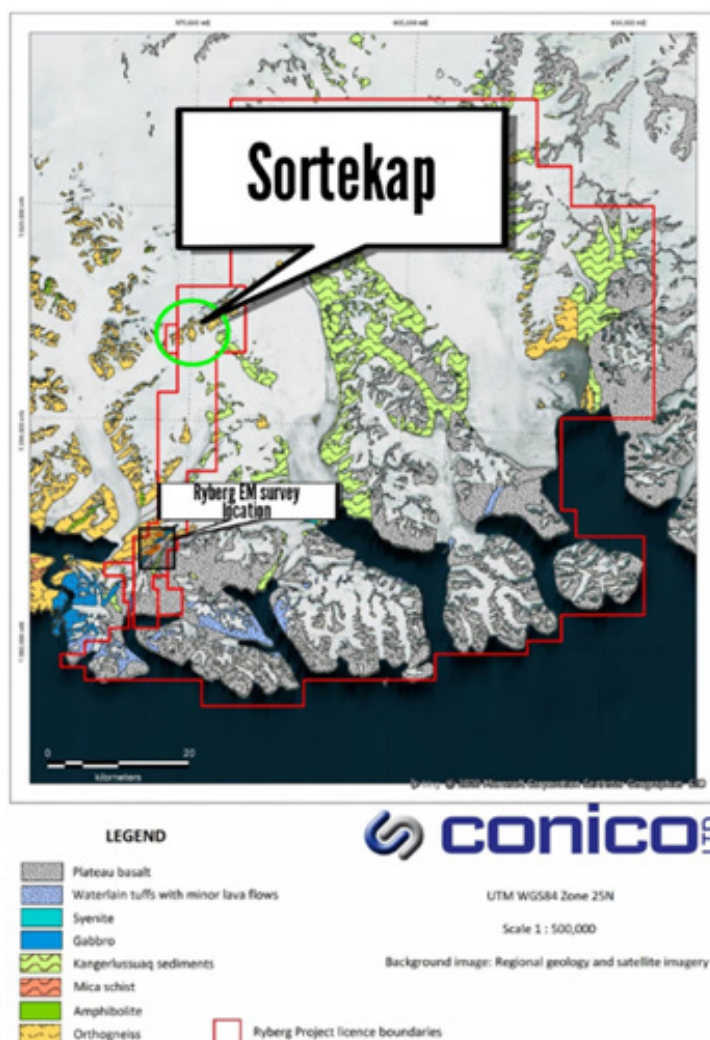 Sortekap
Ryberg EM survey
location
0
20
kilometers
LEGEND
Plateau basalt
Waterlain tuffs with minor lava flows
Syenite
Gabbro
Kangerlussuaq sediments
Mica schist
Amphibolite
Orthogneiss
Ryberg Project licence boundaries
conico LTD
UTM WGS84 Zone 25N
Scale 1 : 500,000
Background image: Regional geology and satellite imagery